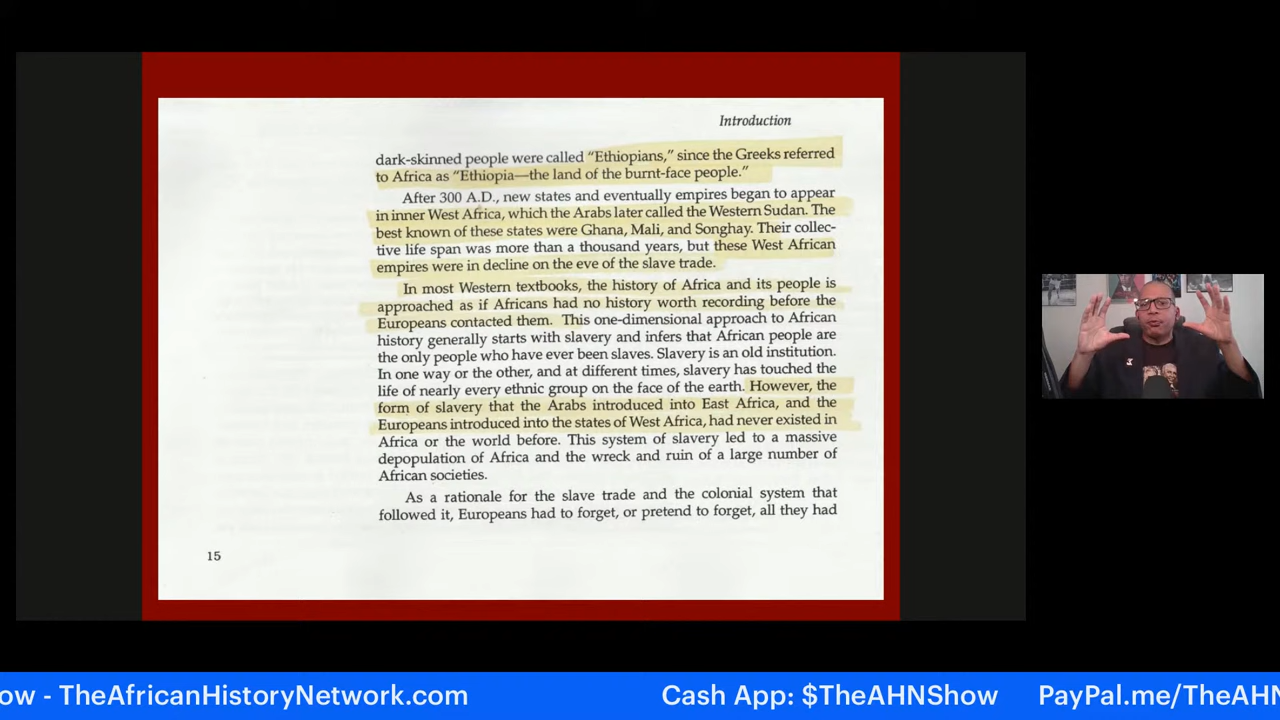 Introduction
dark-skinned people were called “Ethiopians,” since the Greeks referred
to Africa as “Ethiopia—the land of the burnt-face people.”
After 300 A.D., new states and eventually empires began to appear
in inner West Africa, which the Arabs later called the Western Sudan. The
best known of these states were Ghana, Mali, and Songhay. Their collec-
tive life span was more than a thousand years, but these West African
empires were in decline on the eve of the slave trade.
In most Western textbooks, the history of Africa and its people is
approached as if Africans had no history worth recording before the
Europeans contacted them. This one-dimensional approach to African
history generally starts with slavery and infers that African people are
the only people who have ever been slaves. Slavery is an old institution.
In one way or the other, and at different times, slavery has touched the
life of nearly every ethnic group on the face of the earth. However, the
form of slavery that the Arabs introduced into East Africa, and the
Europeans introduced into the states of West Africa, had never existed in
Africa or the world before. This system of slavery led to a massive
depopulation of Africa and the wreck and ruin of a large number of
African societies.
As a rationale for the slave trade and the colonial system that
followed it, Europeans had to forget, or pretend to forget, all they had
15
ow - TheAfricanHistoryNetwork.com Cash App: $TheAHNShow PayPal.me/TheAHN